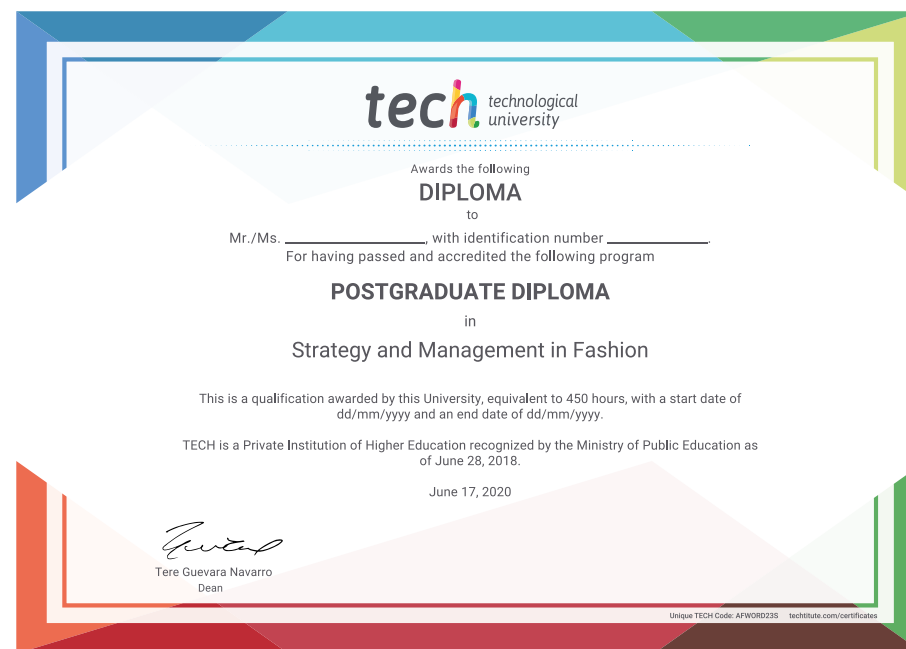 tech technological
university
Awards the following
DIPLOMA
to
Mr./Ms. ____________________, with identification number ______________.
For having passed and accredited the following program
POSTGRADUATE DIPLOMA
in
Strategy and Management in Fashion
This is a qualification awarded by this University, equivalent to 450 hours, with a start date of
dd/mm/yyyy and an end date of dd/mm/yyyy.
TECH is a Private Institution of Higher Education recognized by the Ministry of Public Education as
of June 28, 2018.
June 17, 2020
Tere Guevara Navarro
Dean
Unique TECH Code: AFWORD23S techtitute.com/certificates